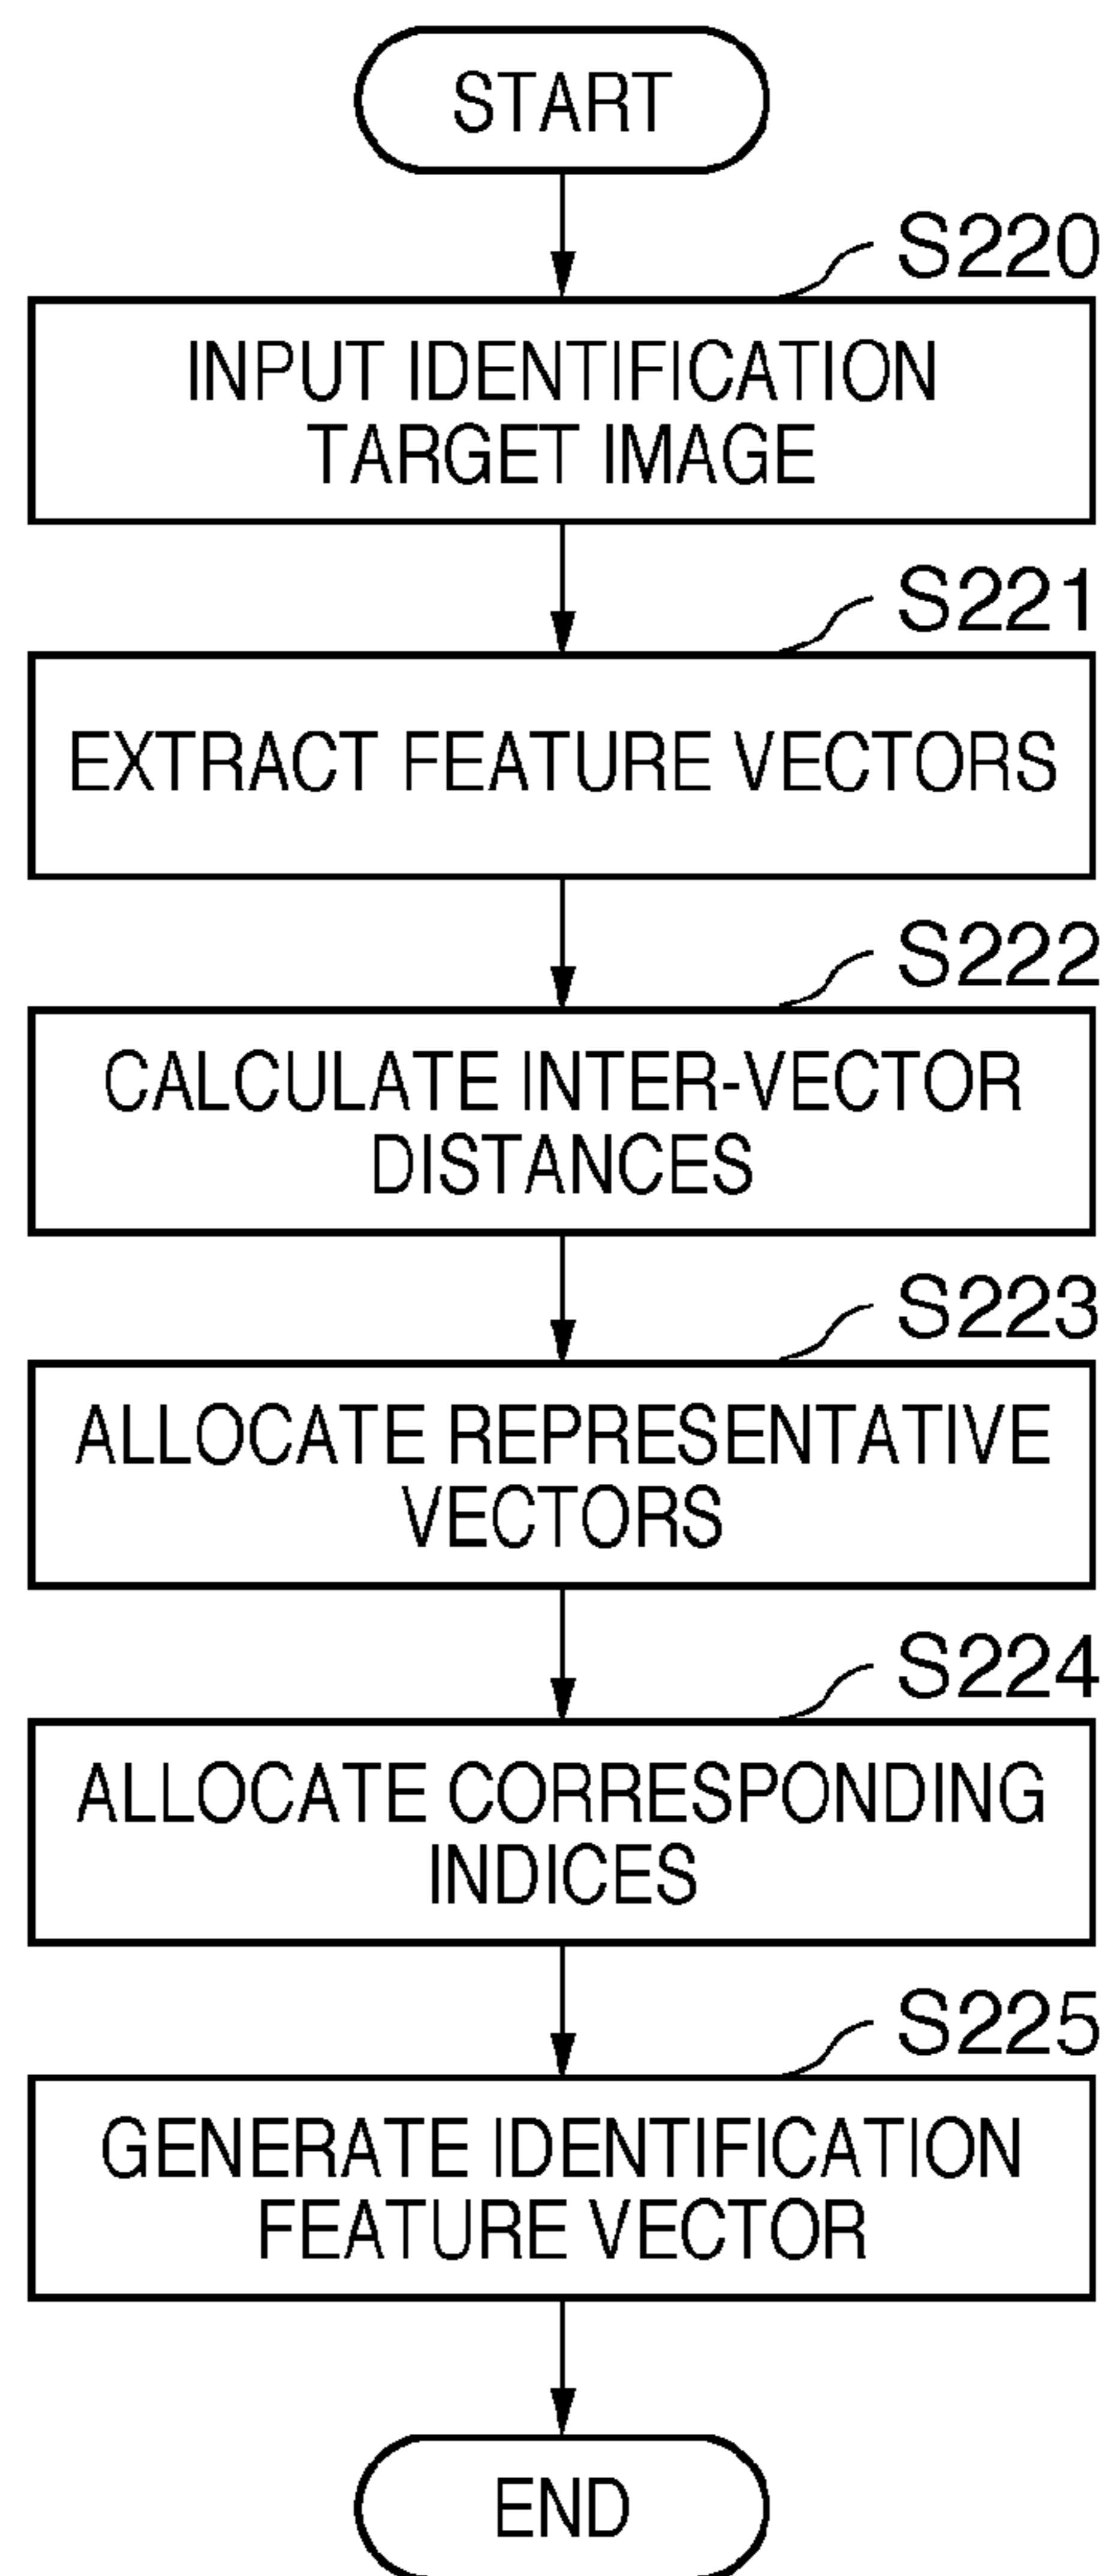 START
S220
INPUT IDENTIFICATION
TARGET IMAGE
S221
EXTRACT FEATURE VECTORS
S222
CALCULATE INTER-VECTOR
DISTANCES
S223
ALLOCATE REPRESENTATIVE
VECTORS
S224
ALLOCATE CORRESPONDING
INDICES
S225
GENERATE IDENTIFICATION
FEATURE VECTOR
END